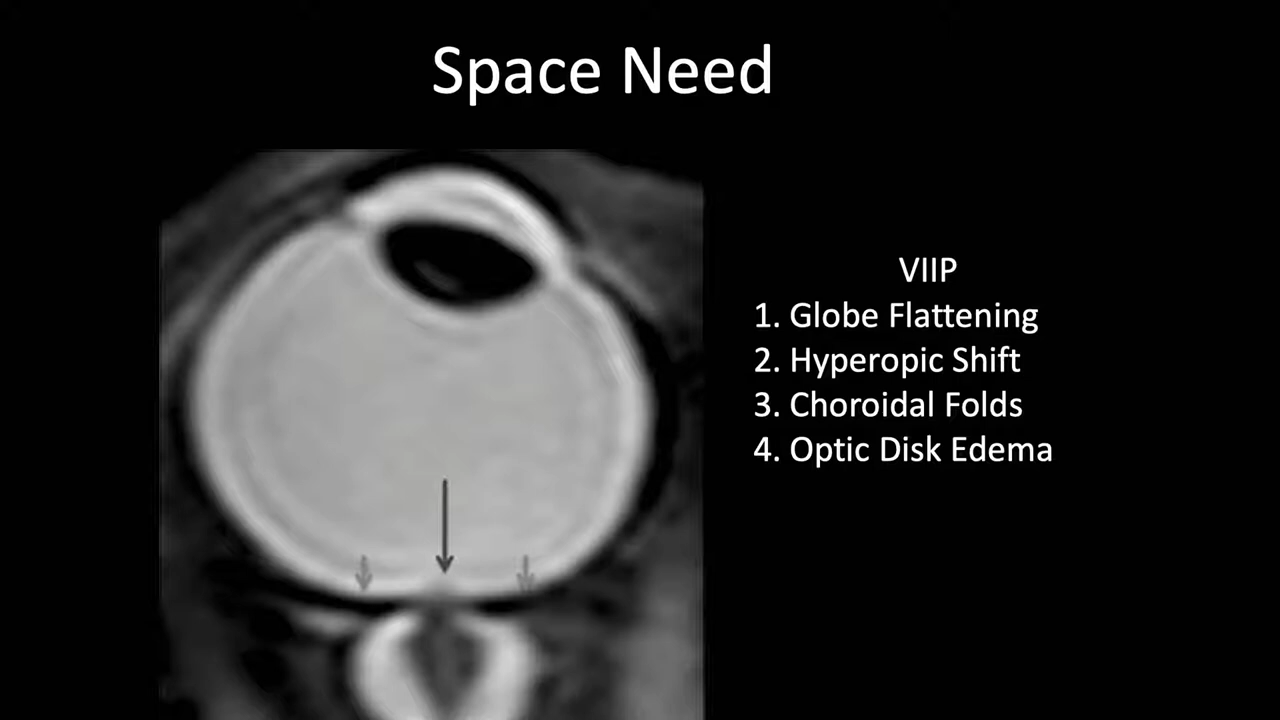 Space Need
VIIP
1. Globe Flattening
2. Hyperopic Shift
3. Choroidal Folds
4. Optic Disk Edema